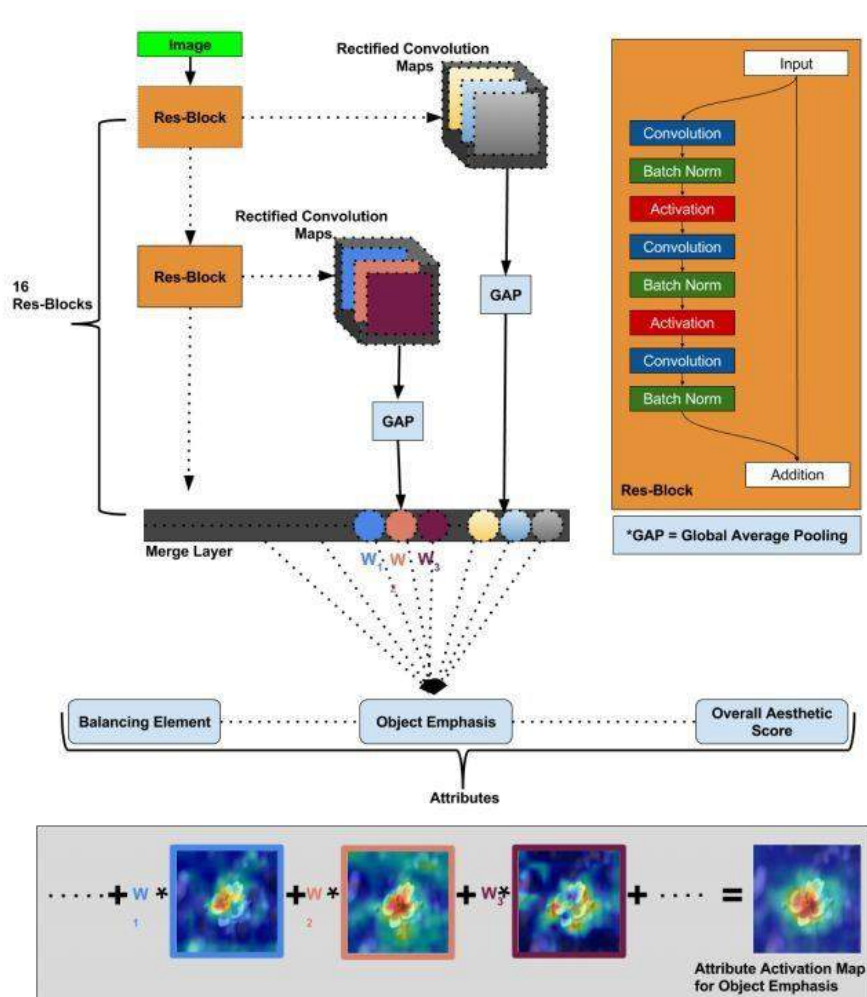 Image
Rectified Convolution
Maps
Res-Block
Rectified Convolution
Maps
Res-Block
16
Res-Blocks
GAP
GAP
Merge Layer
W1 W2 W3
Input
Convolution
Batch Norm
Activation
Convolution
Batch Norm
Activation
Convolution
Batch Norm
Addition
Res-Block
*GAP = Global Average Pooling
Balancing Element
Object Emphasis
Overall Aesthetic
Score
Attributes
..... + W1 * + W2 * + W3* + .... =
Attribute Activation Map
for Object Emphasis